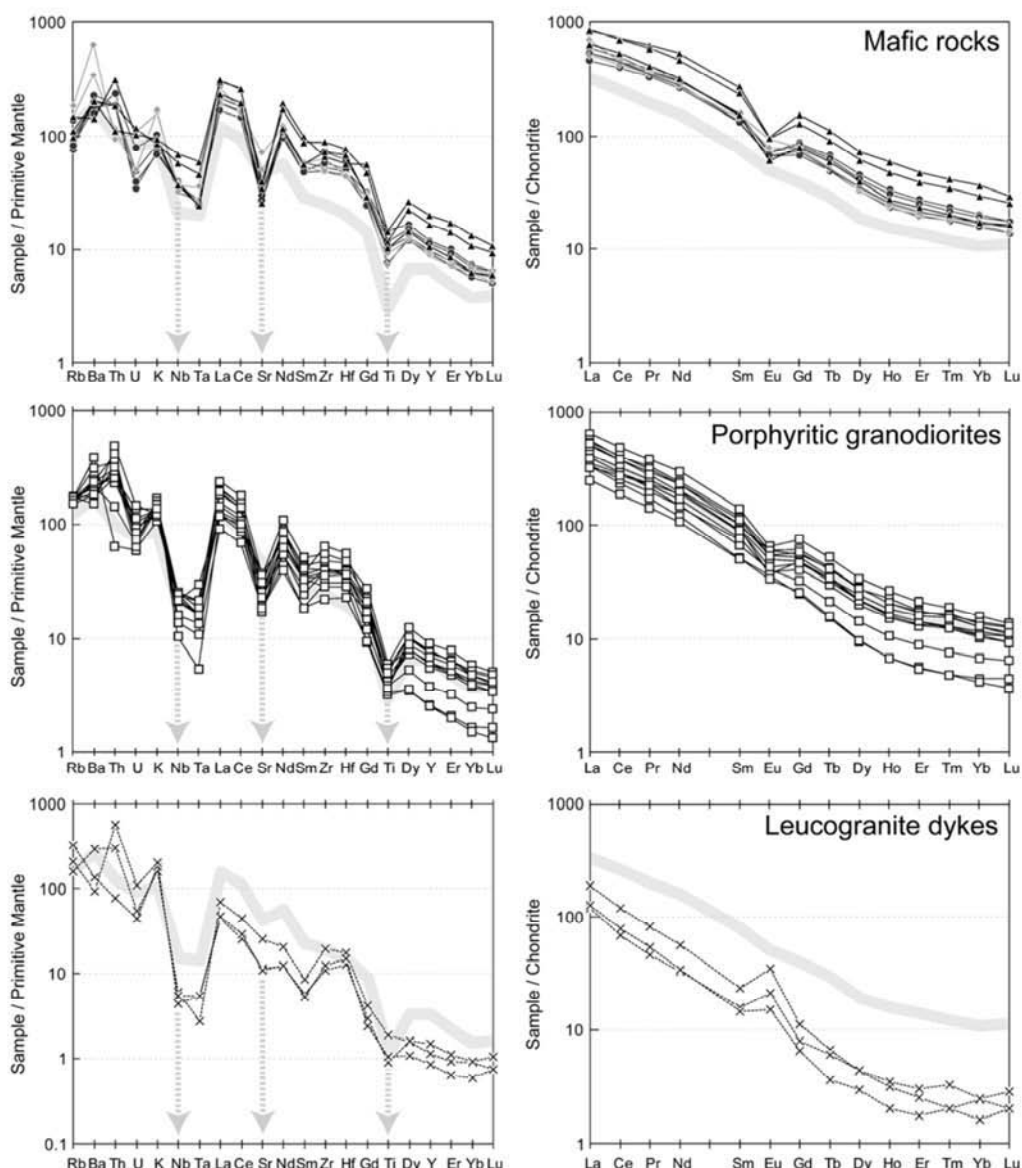 Sample / Primitive Mantle
1000
100
10
1
Rb Ba Th U K Nb Ta La Ce Sr Nd Sm Zr Hf Gd Ti Dy Y Er Yb Lu
Mafic rocks
Sample / Chondrite
1000
100
10
1
La Ce Pr Nd Sm Eu Gd Tb Dy Ho Er Tm Yb Lu
Sample / Primitive Mantle
1000
100
10
1
Rb Ba Th U K Nb Ta La Ce Sr Nd Sm Zr Hf Gd Ti Dy Y Er Yb Lu
Porphyritic granodiorites
Sample / Chondrite
1000
100
10
1
La Ce Pr Nd Sm Eu Gd Tb Dy Ho Er Tm Yb Lu
Sample / Primitive Mantle
1000
100
10
1
0.1
Rb Ba Th U K Nb Ta La Ce Sr Nd Sm Zr Hf Gd Ti Dy Y Er Yb Lu
Leucogranite dykes
Sample / Chondrite
1000
100
10
1
La Ce Pr Nd Sm Eu Gd Tb Dy Ho Er Tm Yb Lu